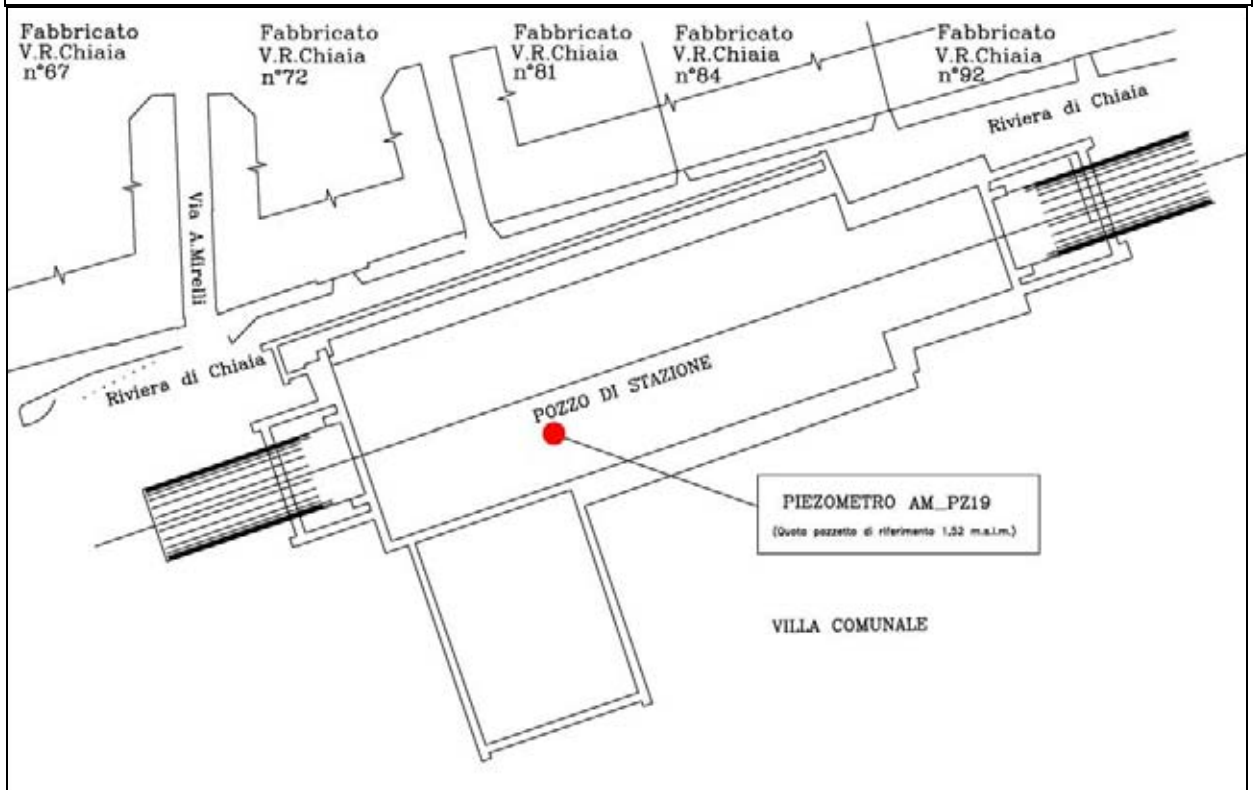 Fabbricato
V.R.Chiaia
n°67
Fabbricato
V.R.Chiaia
n°72
Fabbricato
V.R.Chiaia
n°81
Fabbricato
V.R.Chiaia
n°84
Fabbricato
V.R.Chiaia
n°92
Riviera di Chiaia
Via A.Mirelli
Riviera di Chiaia
POZZO DI STAZIONE
PIEZOMETRO AM_PZ19
(Quota pozzetto di riferimento 1,52 m.s.l.m.)
VILLA COMUNALE